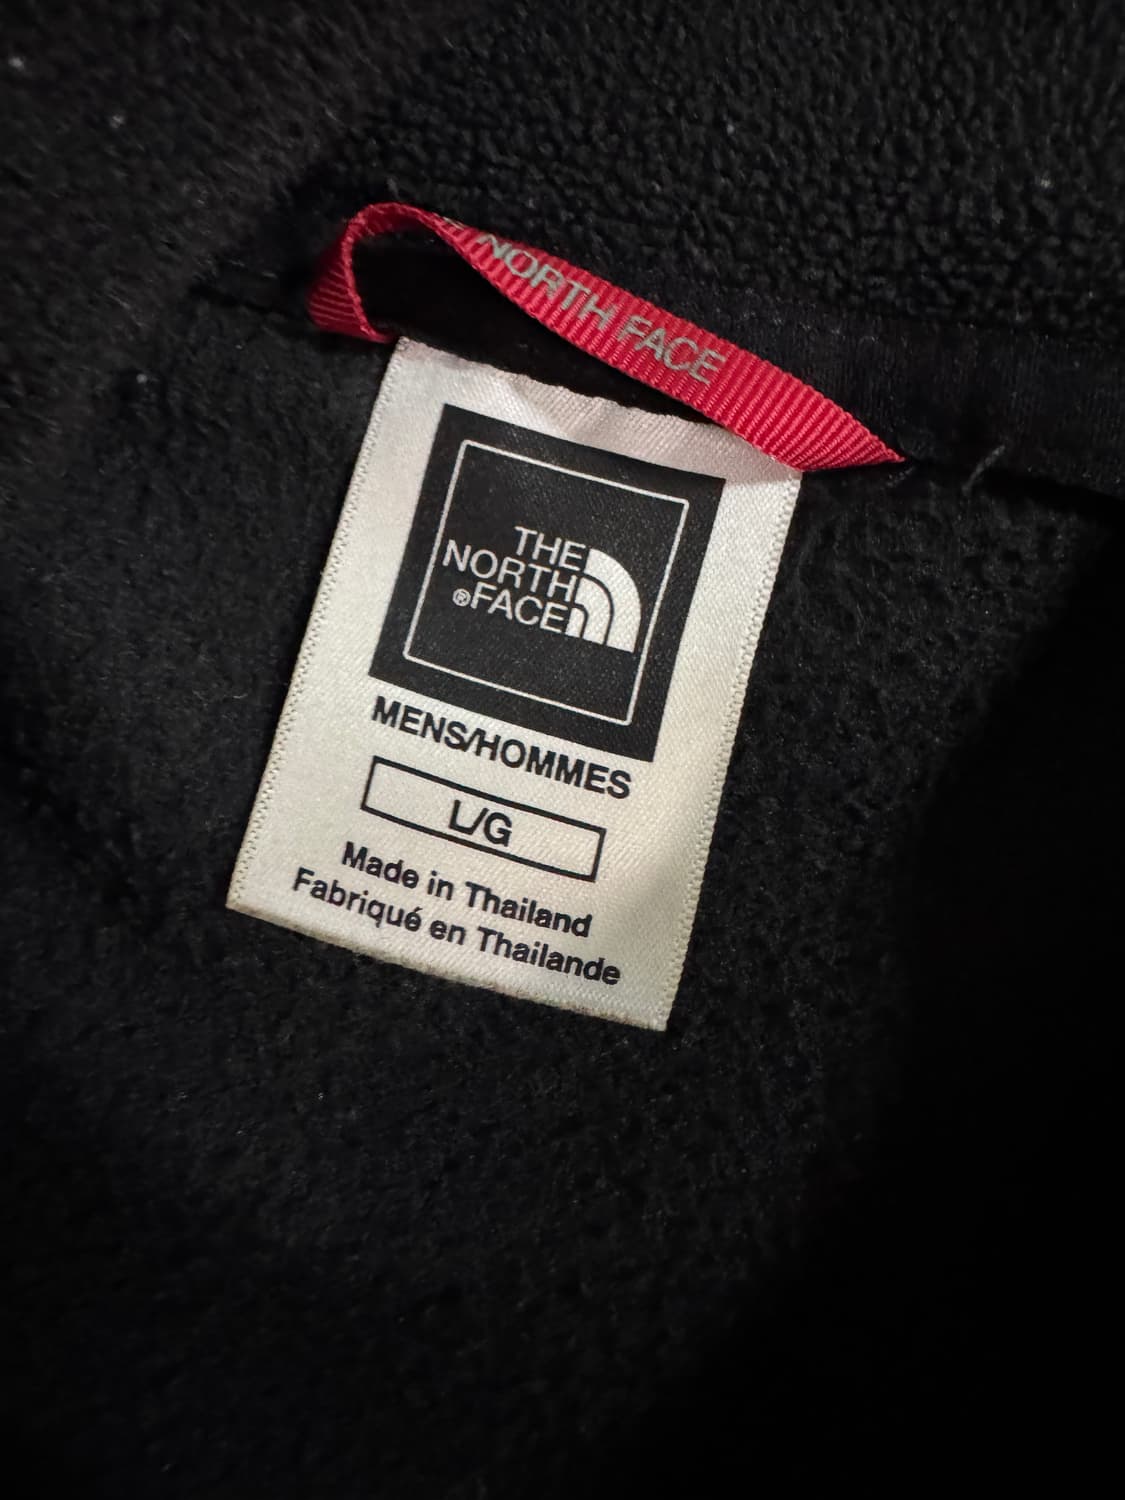 NORTH FACE
THE
NORTH
®FACE
MENS/HOMMES
L/G
Made in Thailand
Fabriqué en Thailande